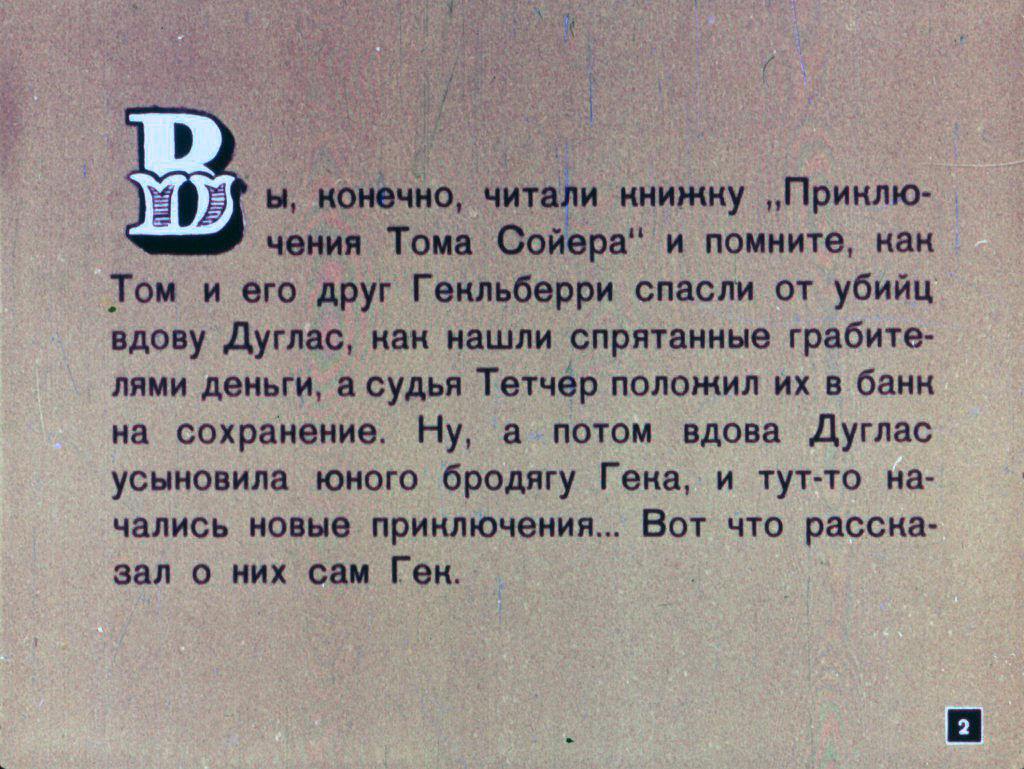 Вы, конечно, читали книжку „Приклю-
чения Тома Сойера“ и помните, как
Том и его друг Гекльберри спасли от убийц
вдову Дуглас, как нашли спрятанные грабите-
лями деньги, а судья Тетчер положил их в банк
на сохранение. Ну, а потом вдова Дуглас
усыновила юного бродягу Гека, и тут-то на-
чались новые приключения... Вот что расска-
зал о них сам Гек.
2